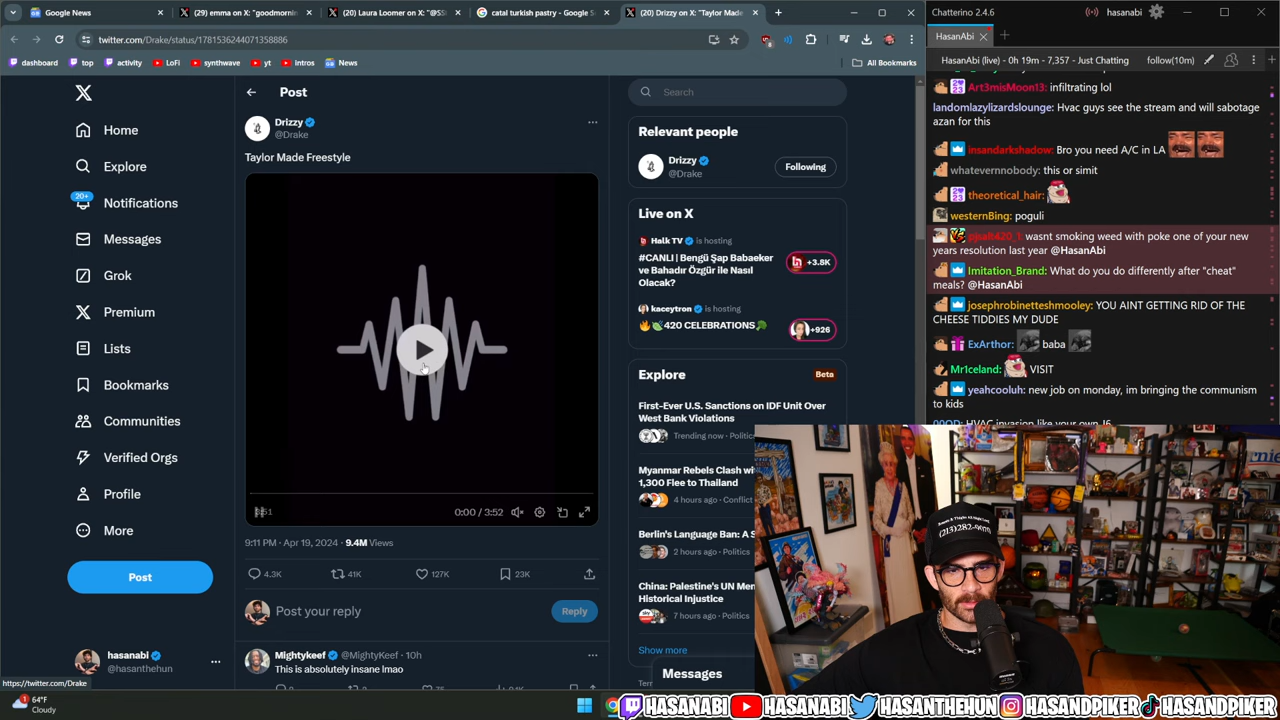 Google News
(29) emma on X: "goodmornin
(20) Laura Loomer on X: "@SS
catal turkish pastry - Google S
(20) Drizzy on X: "Taylor Made
twitter.com/Drake/status/1781536244071358886
dashboard
top
activity
LoFi
synthwave
yt
intros
News
All Bookmarks
Home
Explore
20+
Notifications
Messages
Grok
Premium
Lists
Bookmarks
Communities
Verified Orgs
Profile
More
Post
hasanabi
@hasanthehun
https://twitter.com/Drake
64°F
Cloudy
Post
Drizzy
@Drake
Taylor Made Freestyle
0:00 / 3:52
9:11 PM · Apr 19, 2024 · 9.4M Views
4.3K
41K
127K
23K
Post your reply
Reply
Mightykeef @MightyKeef · 10h
This is absolutely insane lmao
Search
Relevant people
Drizzy
@Drake
Following
Live on X
Halk TV is hosting
#CANLI | Bengü Şap Babaeker
ve Bahadır Özgür ile Nasıl
Olacak?
+3.8K
kaceytron is hosting
420 CELEBRATIONS
+926
Explore
Beta
First-Ever U.S. Sanctions on IDF Unit Over
West Bank Violations
Trending now · Politics
Myanmar Rebels Clash wi
1,300 Flee to Thailand
4 hours ago · Conflict
Berlin's Language Ban: A S
2 hours ago · Politics
China: Palestine's UN Mem
Historical Injustice
7 hours ago · Politics
Show more
Messages
Chatterino 2.4.6
hasanabi
HasanAbi
HasanAbi (live) - 0h 19m - 7,357 - Just Chatting
follow(10m)
Art3misMoon13: infiltrating lol
landomlazylizardslounge: Hvac guys see the stream and will sabotage
azan for this
insandarkshadow: Bro you need A/C in LA
whatevernnobody: this or simit
theoretical_hair:
westernBing: poguli
pjsalt420_1 wasnt smoking weed with poke one of your new
years resolution last year @HasanAbi
Imitation_Brand: What do you do differently after "cheat"
meals? @HasanAbi
josephrobinetteshmooley: YOU AINT GETTING RID OF THE
CHEESE TIDDIES MY DUDE
ExArthor: baba
Mr1celand: VISIT
yeahcooluh: new job on monday, im bringing the communism
to kids
HASANABI
HASANABI
HASANTHEHUN
HASANDPIKER
HASANDPIKER